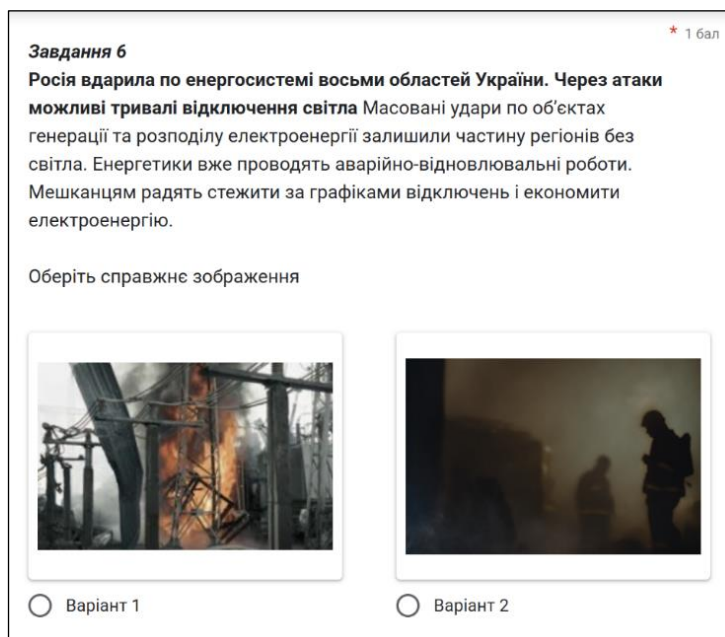 * 1 бал
Завдання 6
Росія вдарила по енергосистемі восьми областей України. Через атаки
можливі тривалі відключення світла Масовані удари по об’єктах
генерації та розподілу електроенергії залишили частину регіонів без
світла. Енергетики вже проводять аварійно-відновлювальні роботи.
Мешканцям радять стежити за графіками відключень і економити
електроенергію.
Оберіть справжнє зображення
Варіант 1
Варіант 2